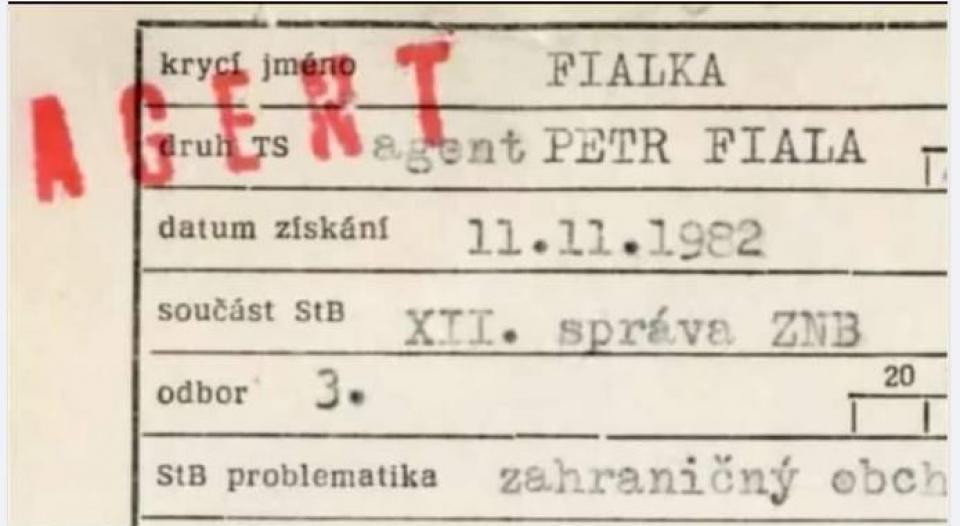 AGENT
krycí jméno FIALKA
druh TS agent PETR FIALA
datum získání 11.11.1982
součást StB XII. správa ZNB
odbor 3.
20
StB problematika zahraničný obch